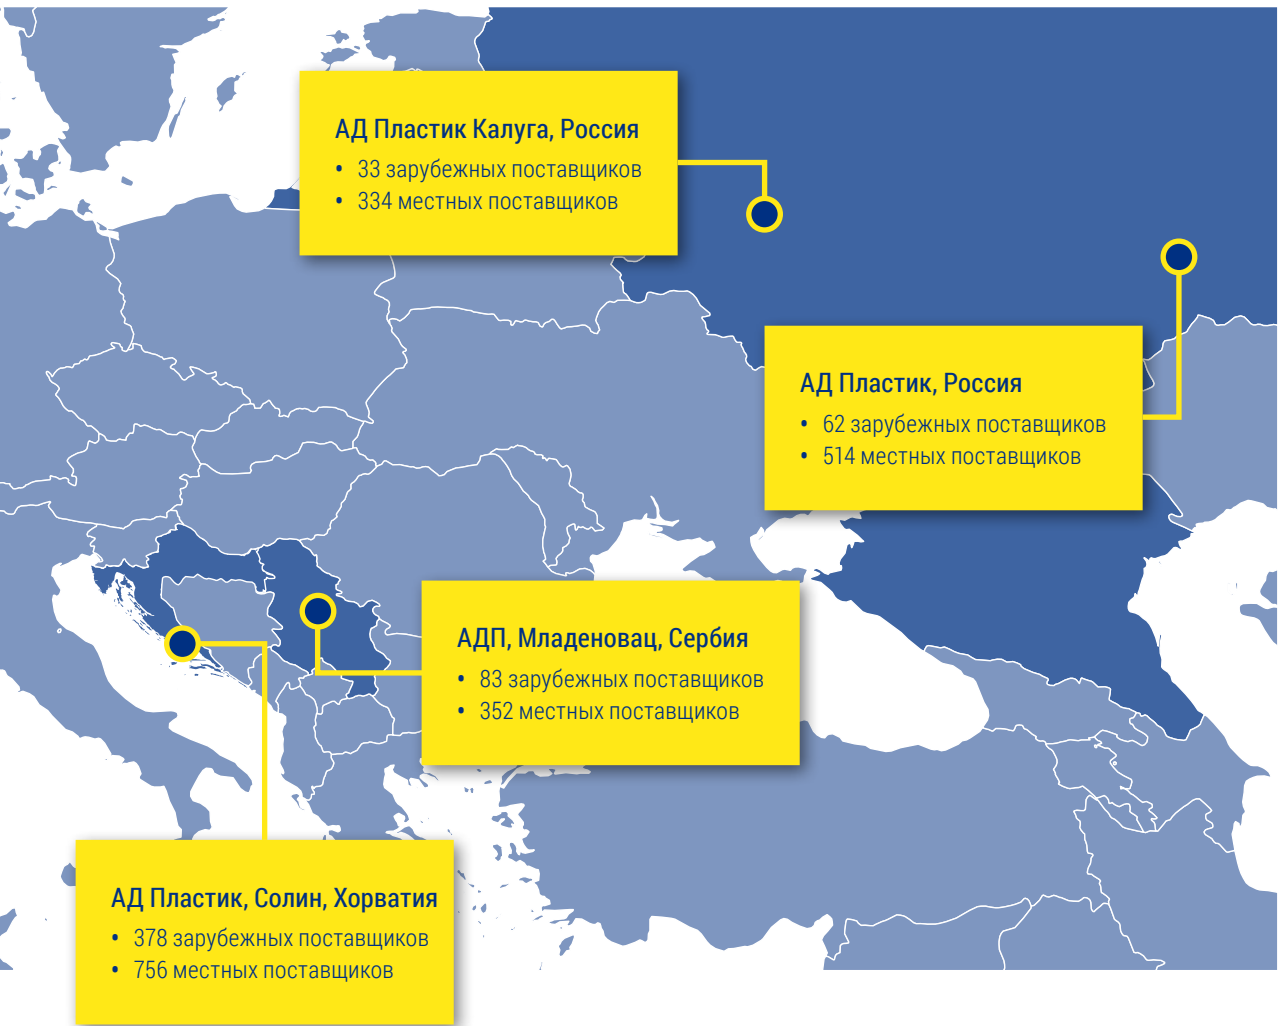 АД Пластик Калуга, Россия
• 33 зарубежных поставщиков
• 334 местных поставщиков
АД Пластик, Россия
• 62 зарубежных поставщиков
• 514 местных поставщиков
АДП, Младеновац, Сербия
• 83 зарубежных поставщиков
• 352 местных поставщиков
АД Пластик, Солин, Хорватия
• 378 зарубежных поставщиков
• 756 местных поставщиков